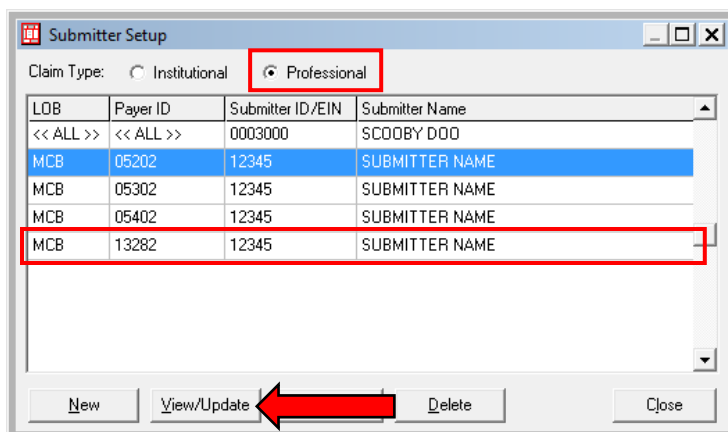 Submitter Setup
Claim Type: Institutional Professional
LOB Payer ID Submitter ID/EIN Submitter Name
<< ALL >> << ALL >> 0003000 SCOOBY DOO
MCB 05202 12345 SUBMITTER NAME
MCB 05302 12345 SUBMITTER NAME
MCB 05402 12345 SUBMITTER NAME
MCB 13282 12345 SUBMITTER NAME
New View/Update Delete Close